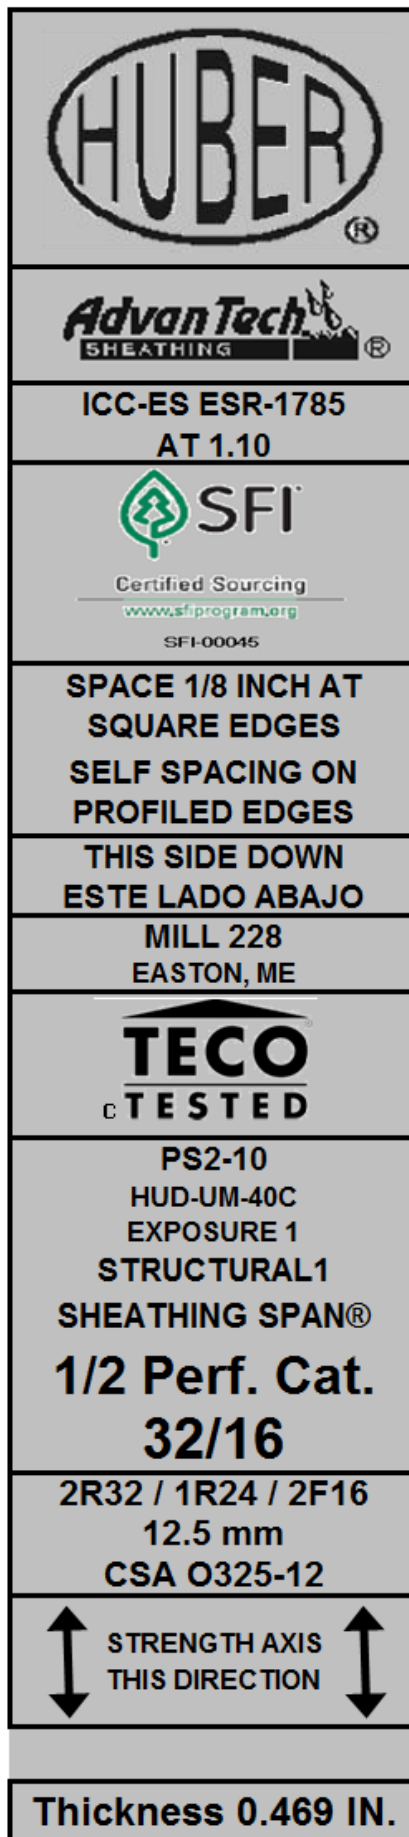 HUBER
®
AdvanTech
SHEATHING ®
ICC-ES ESR-1785
AT 1.10
SFI
Certified Sourcing
www.sfiprogram.org
SFI-00045
SPACE 1/8 INCH AT
SQUARE EDGES
SELF SPACING ON
PROFILED EDGES
THIS SIDE DOWN
ESTE LADO ABAJO
MILL 228
EASTON, ME
TECO
C TESTED
PS2-10
HUD-UM-40C
EXPOSURE 1
STRUCTURAL1
SHEATHING SPAN®
1/2 Perf. Cat.
32/16
2R32 / 1R24 / 2F16
12.5 mm
CSA O325-12
STRENGTH AXIS
THIS DIRECTION
Thickness 0.469 IN.